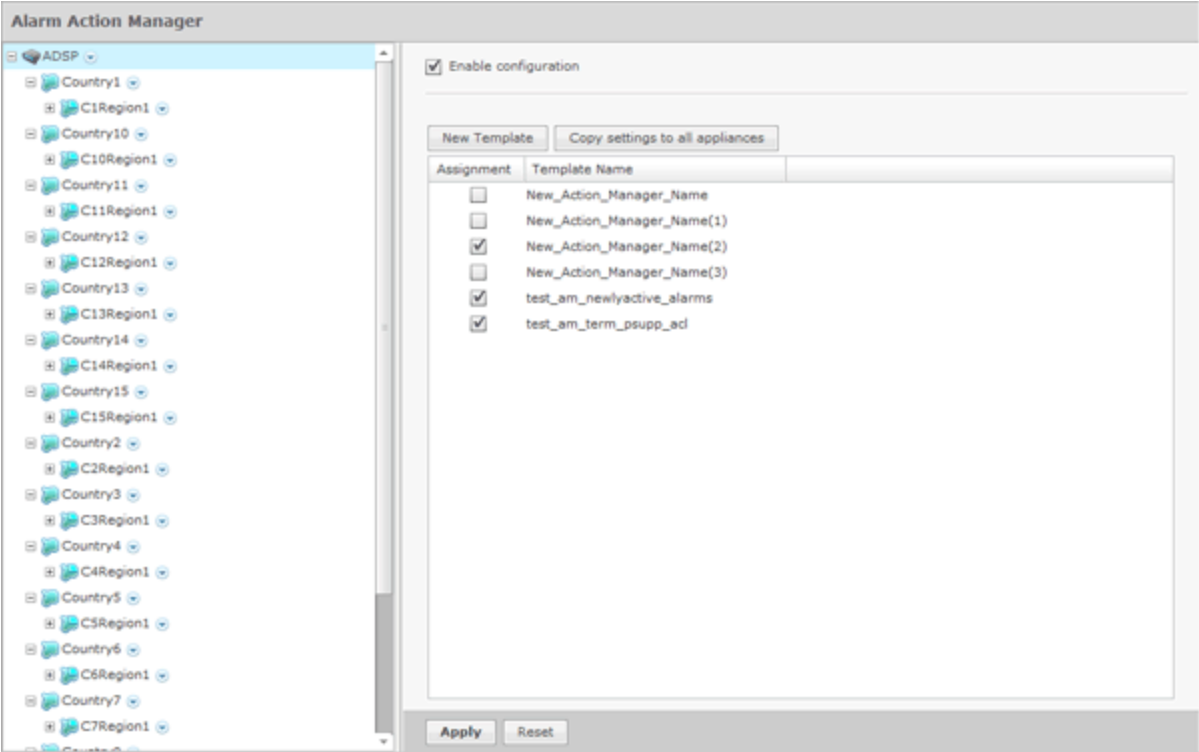 Alarm Action Manager
ADSP
Country1
C1Region1
Country10
C10Region1
Country11
C11Region1
Country12
C12Region1
Country13
C13Region1
Country14
C14Region1
Country15
C15Region1
Country2
C2Region1
Country3
C3Region1
Country4
C4Region1
Country5
C5Region1
Country6
C6Region1
Country7
C7Region1
Enable configuration
New Template
Copy settings to all appliances
Assignment Template Name
New_Action_Manager_Name
New_Action_Manager_Name(1)
New_Action_Manager_Name(2)
New_Action_Manager_Name(3)
test_am_newlyactive_alarms
test_am_term_psupp_acl
Apply
Reset